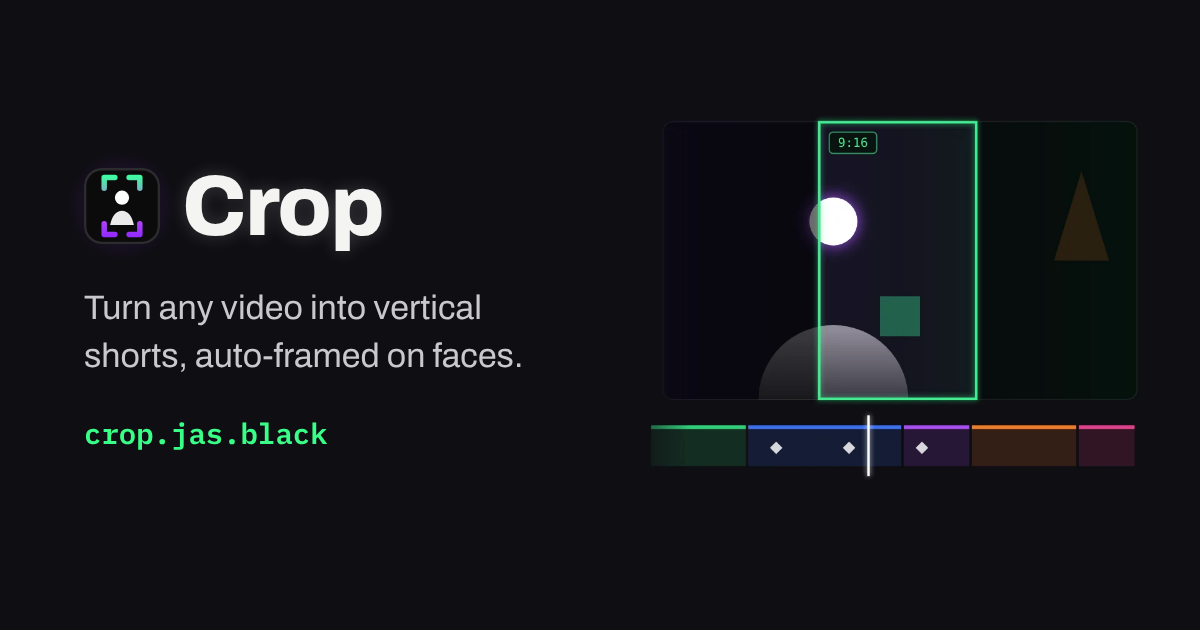 Crop
Turn any video into vertical
shorts, auto-framed on faces.
crop.jas.black
9:16